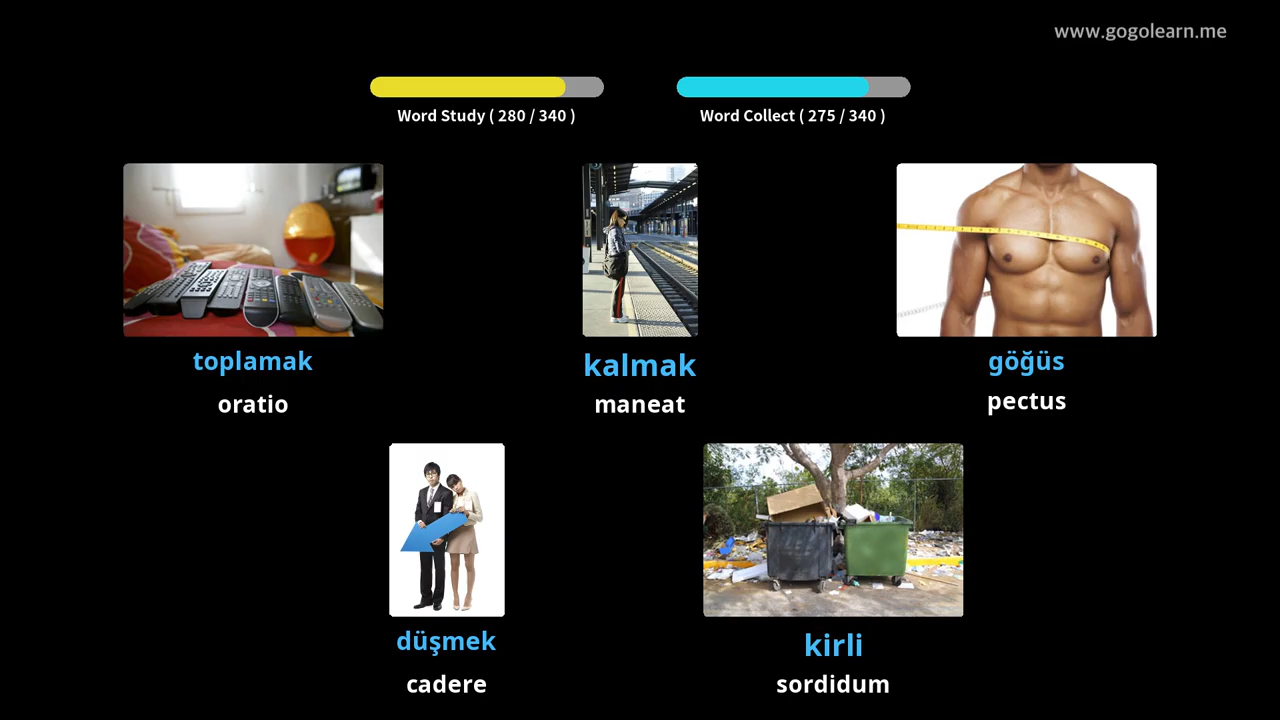 www.gogolearn.me
Word Study ( 280 / 340 )
Word Collect ( 275 / 340 )
toplamak
oratio
kalmak
maneat
göğüs
pectus
düşmek
cadere
kirli
sordidum